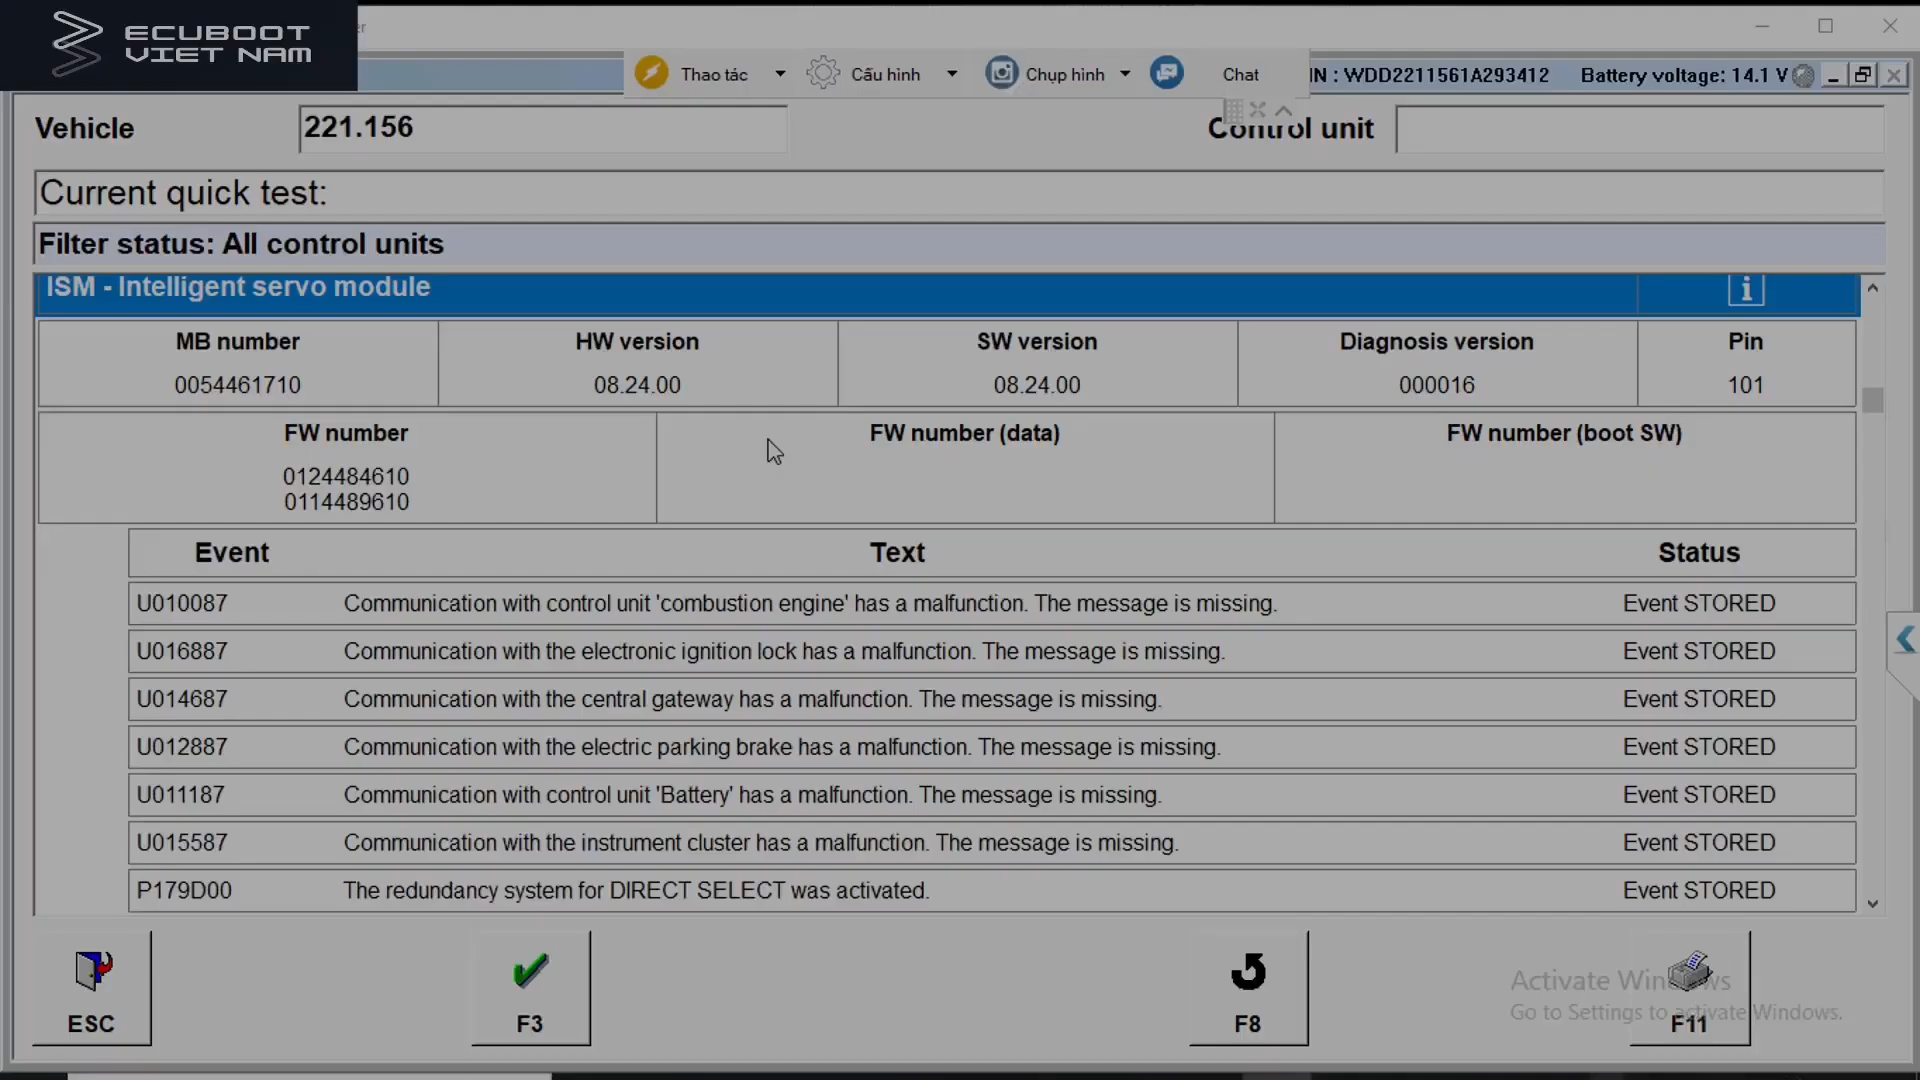 ECUBOOT
VIET NAM
er
Thao tác
Cấu hình
Chụp hình
Chat
IN : WDD2211561A293412
Battery voltage: 14.1 V
Vehicle
221.156
Control unit
Current quick test:
Filter status: All control units
ISM - Intelligent servo module
i
MB number HW version SW version Diagnosis version Pin
0054461710 08.24.00 08.24.00 000016 101
FW number FW number (data) FW number (boot SW)
0124484610
0114489610
Event Text Status
U010087 Communication with control unit 'combustion engine' has a malfunction. The message is missing. Event STORED
U016887 Communication with the electronic ignition lock has a malfunction. The message is missing. Event STORED
U014687 Communication with the central gateway has a malfunction. The message is missing. Event STORED
U012887 Communication with the electric parking brake has a malfunction. The message is missing. Event STORED
U011187 Communication with control unit 'Battery' has a malfunction. The message is missing. Event STORED
U015587 Communication with the instrument cluster has a malfunction. The message is missing. Event STORED
P179D00 The redundancy system for DIRECT SELECT was activated. Event STORED
Activate Windows
Go to Settings to activate Windows.
ESC F3 F8 F11